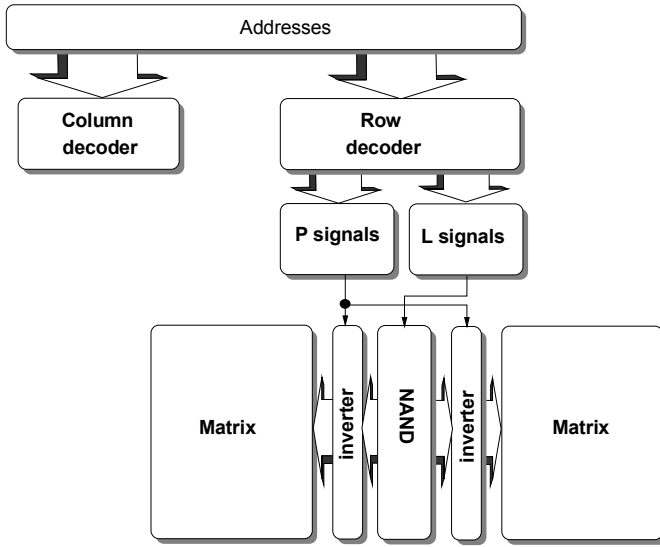 Addresses
Column
decoder
Row
decoder
P signals
L signals
Matrix
inverter
NAND
inverter
Matrix